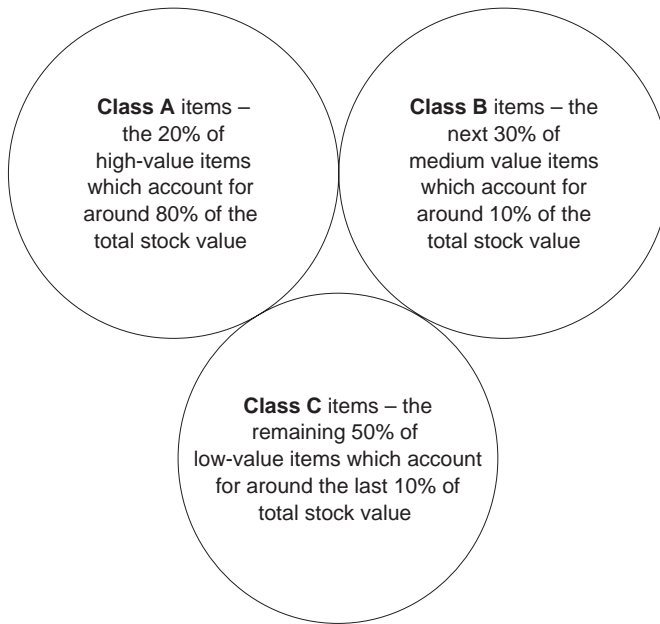 Class A items –
the 20% of
high-value items
which account for
around 80% of the
total stock value
Class B items – the
next 30% of
medium value items
which account for
around 10% of the
total stock value
Class C items – the
remaining 50% of
low-value items which account
for around the last 10% of
total stock value